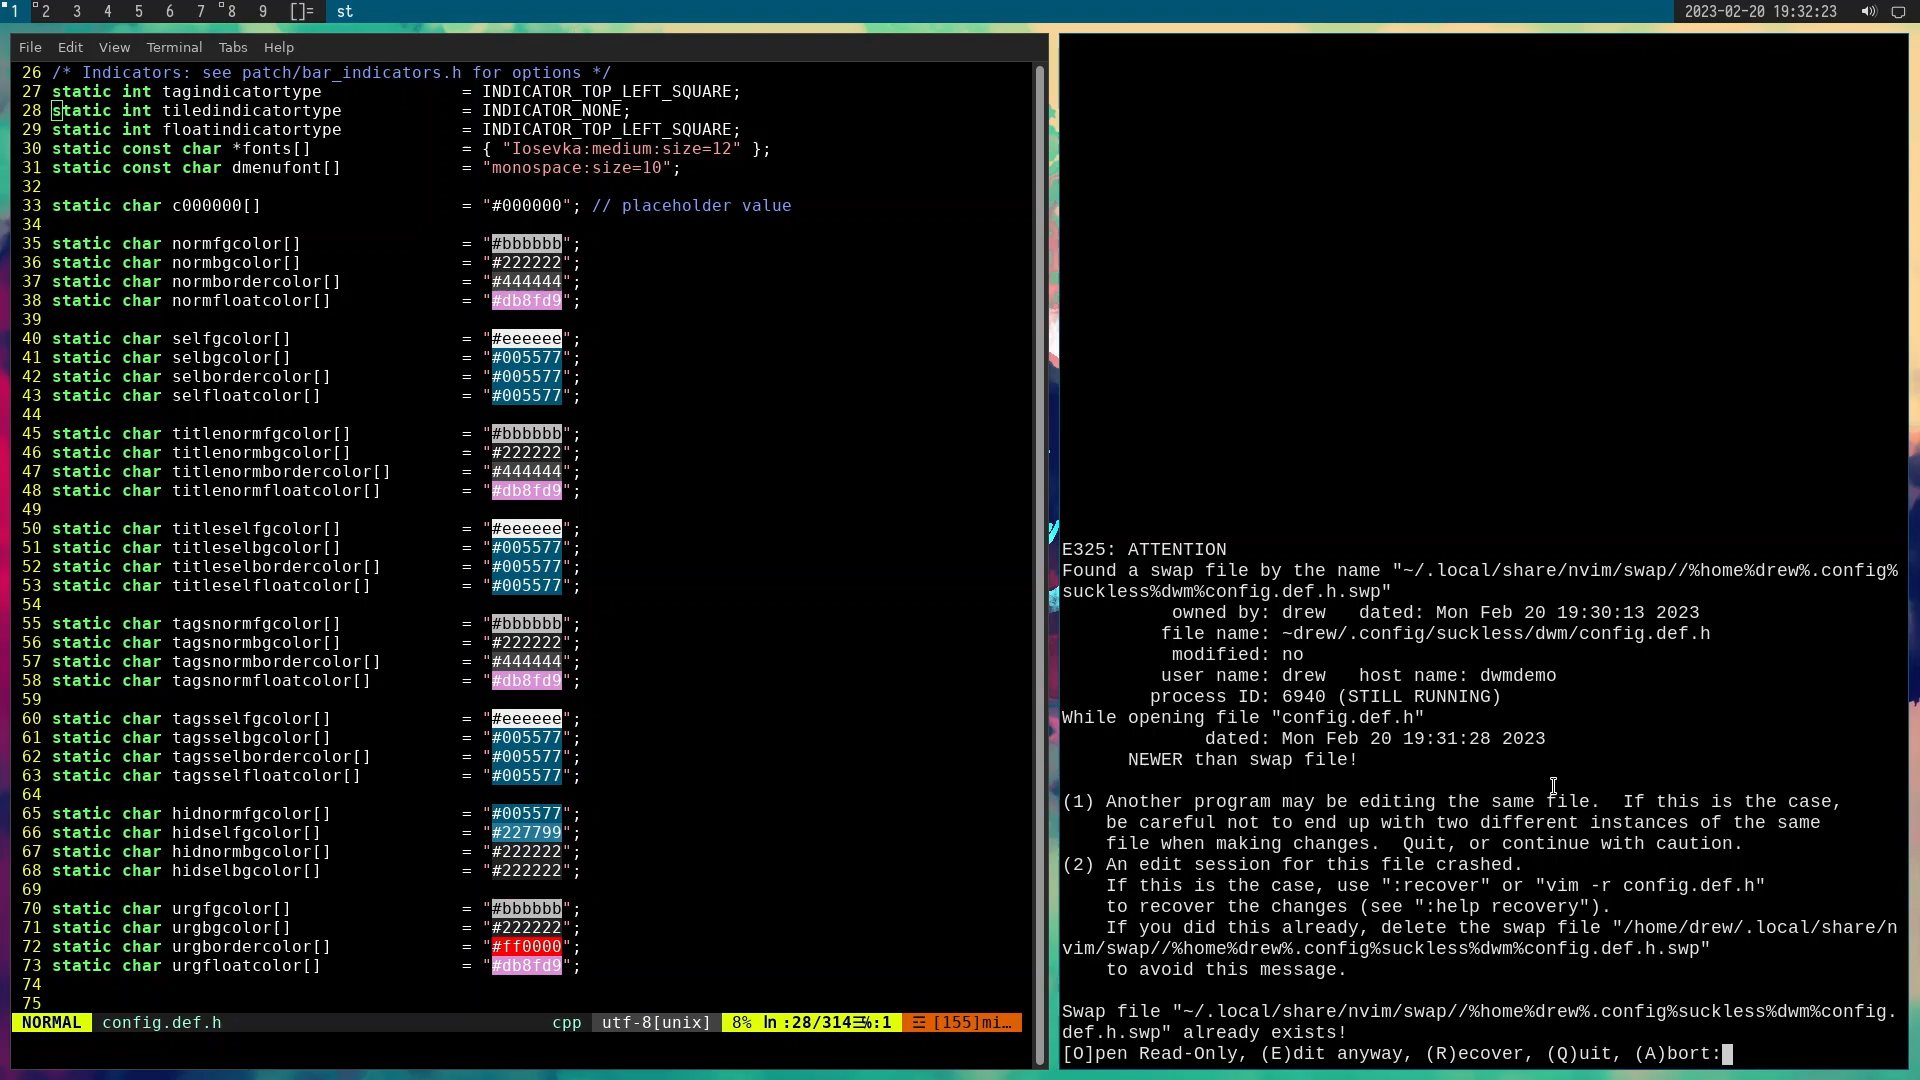 1 2 3 4 5 6 7 8 9 []= st 2023-02-20 19:32:23
File Edit View Terminal Tabs Help
26 /* Indicators: see patch/bar_indicators.h for options */
27 static int tagindicatortype = INDICATOR_TOP_LEFT_SQUARE;
28 static int tiledindicatortype = INDICATOR_NONE;
29 static int floatindicatortype = INDICATOR_TOP_LEFT_SQUARE;
30 static const char *fonts[] = { "Iosevka:medium:size=12" };
31 static const char dmenufont[] = "monospace:size=10";
32
33 static char c000000[] = "#000000"; // placeholder value
34
35 static char normfgcolor[] = "#bbbbbb";
36 static char normbgcolor[] = "#222222";
37 static char normbordercolor[] = "#444444";
38 static char normfloatcolor[] = "#db8fd9";
39
40 static char selfgcolor[] = "#eeeeee";
41 static char selbgcolor[] = "#005577";
42 static char selbordercolor[] = "#005577";
43 static char selfloatcolor[] = "#005577";
44
45 static char titlenormfgcolor[] = "#bbbbbb";
46 static char titlenormbgcolor[] = "#222222";
47 static char titlenormbordercolor[] = "#444444";
48 static char titlenormfloatcolor[] = "#db8fd9";
49
50 static char titleselfgcolor[] = "#eeeeee";
51 static char titleselbgcolor[] = "#005577";
52 static char titleselbordercolor[] = "#005577";
53 static char titleselfloatcolor[] = "#005577";
54
55 static char tagsnormfgcolor[] = "#bbbbbb";
56 static char tagsnormbgcolor[] = "#222222";
57 static char tagsnormbordercolor[] = "#444444";
58 static char tagsnormfloatcolor[] = "#db8fd9";
59
60 static char tagsselfgcolor[] = "#eeeeee";
61 static char tagsselbgcolor[] = "#005577";
62 static char tagsselbordercolor[] = "#005577";
63 static char tagsselfloatcolor[] = "#005577";
64
65 static char hidnormfgcolor[] = "#005577";
66 static char hidselfgcolor[] = "#227799";
67 static char hidnormbgcolor[] = "#222222";
68 static char hidselbgcolor[] = "#222222";
69
70 static char urgfgcolor[] = "#bbbbbb";
71 static char urgbgcolor[] = "#222222";
72 static char urgbordercolor[] = "#ff0000";
73 static char urgfloatcolor[] = "#db8fd9";
74
75
NORMAL config.def.h cpp utf-8[unix] 8% ln :28/314☰℅:1 ☲ [155]mi…
E325: ATTENTION
Found a swap file by the name "~/.local/share/nvim/swap//%home%drew%.config%
suckless%dwm%config.def.h.swp"
owned by: drew dated: Mon Feb 20 19:30:13 2023
file name: ~drew/.config/suckless/dwm/config.def.h
modified: no
user name: drew host name: dwmdemo
process ID: 6940 (STILL RUNNING)
While opening file "config.def.h"
dated: Mon Feb 20 19:31:28 2023
NEWER than swap file!
(1) Another program may be editing the same file. If this is the case,
be careful not to end up with two different instances of the same
file when making changes. Quit, or continue with caution.
(2) An edit session for this file crashed.
If this is the case, use ":recover" or "vim -r config.def.h"
to recover the changes (see ":help recovery").
If you did this already, delete the swap file "/home/drew/.local/share/n
vim/swap//%home%drew%.config%suckless%dwm%config.def.h.swp"
to avoid this message.
Swap file "~/.local/share/nvim/swap//%home%drew%.config%suckless%dwm%config.
def.h.swp" already exists!
[O]pen Read-Only, (E)dit anyway, (R)ecover, (Q)uit, (A)bort: